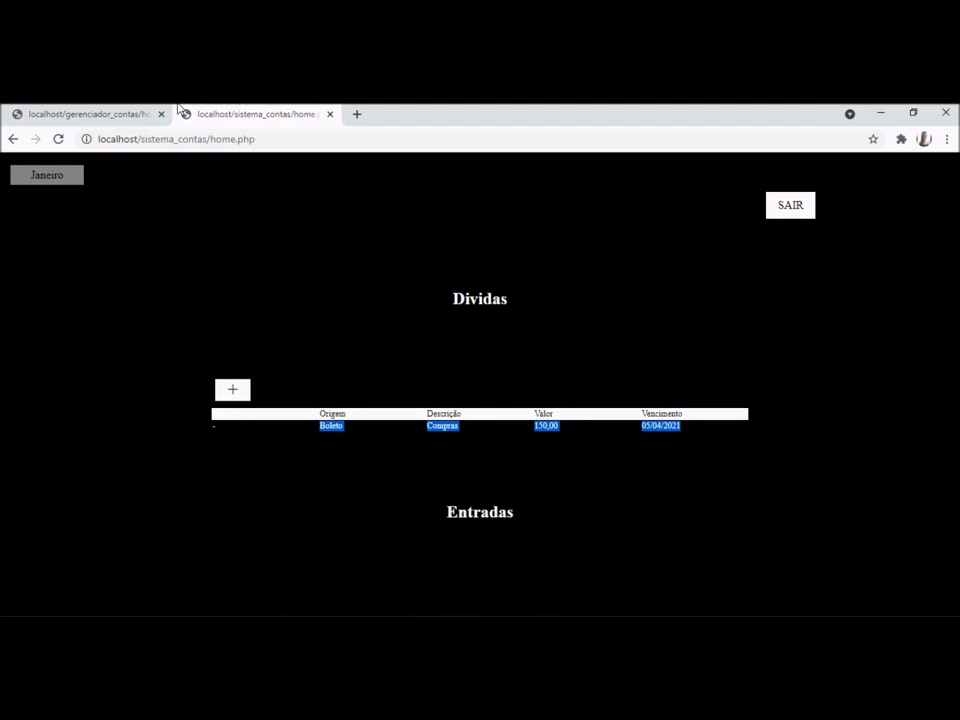 localhost/gerenciador_contas/ho
localhost/sistema_contas/home.
localhost/sistema_contas/home.php
Janeiro
SAIR
Dividas
+
Origem Descrição Valor Vencimento
- Boleto Compras 150,00 05/04/2021
Entradas